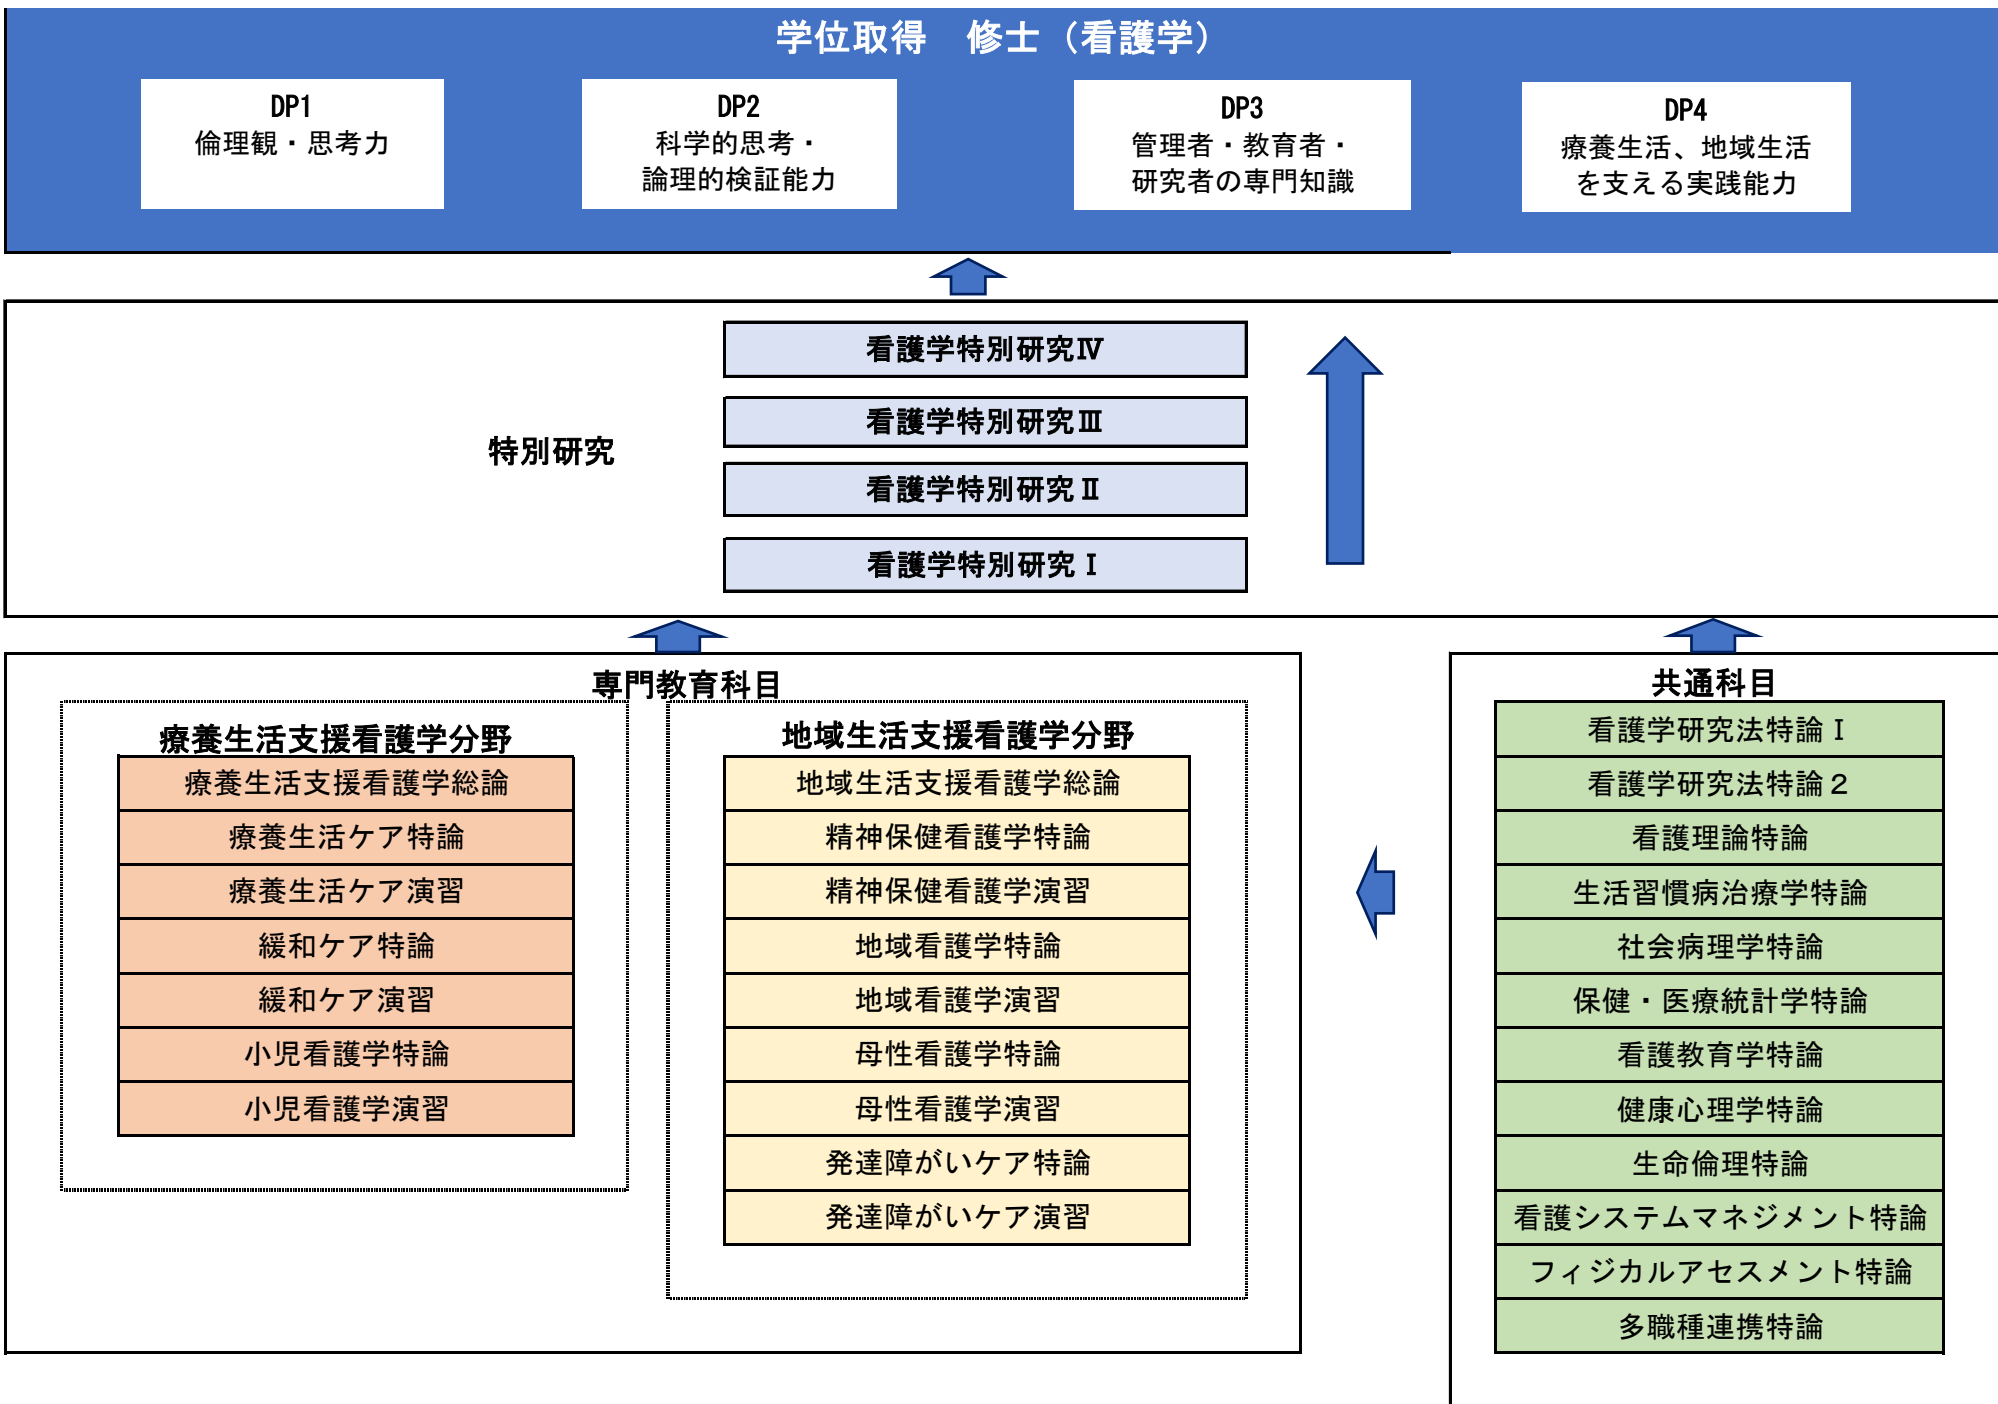 学位取得　修士（看護学）
DP1
倫理観・思考力
DP2
科学的思考・
論理的検証能力
DP3
管理者・教育者・
研究者の専門知識
DP4
療養生活、地域生活
を支える実践能力
特別研究
看護学特別研究Ⅳ
看護学特別研究Ⅲ
看護学特別研究Ⅱ
看護学特別研究Ⅰ
専門教育科目
療養生活支援看護学分野
療養生活支援看護学総論
療養生活ケア特論
療養生活ケア演習
緩和ケア特論
緩和ケア演習
小児看護学特論
小児看護学演習
地域生活支援看護学分野
地域生活支援看護学総論
精神保健看護学特論
精神保健看護学演習
地域看護学特論
地域看護学演習
母性看護学特論
母性看護学演習
発達障がいケア特論
発達障がいケア演習
共通科目
看護学研究法特論Ⅰ
看護学研究法特論２
看護理論特論
生活習慣病治療学特論
社会病理学特論
保健・医療統計学特論
看護教育学特論
健康心理学特論
生命倫理特論
看護システムマネジメント特論
フィジカルアセスメント特論
多職種連携特論